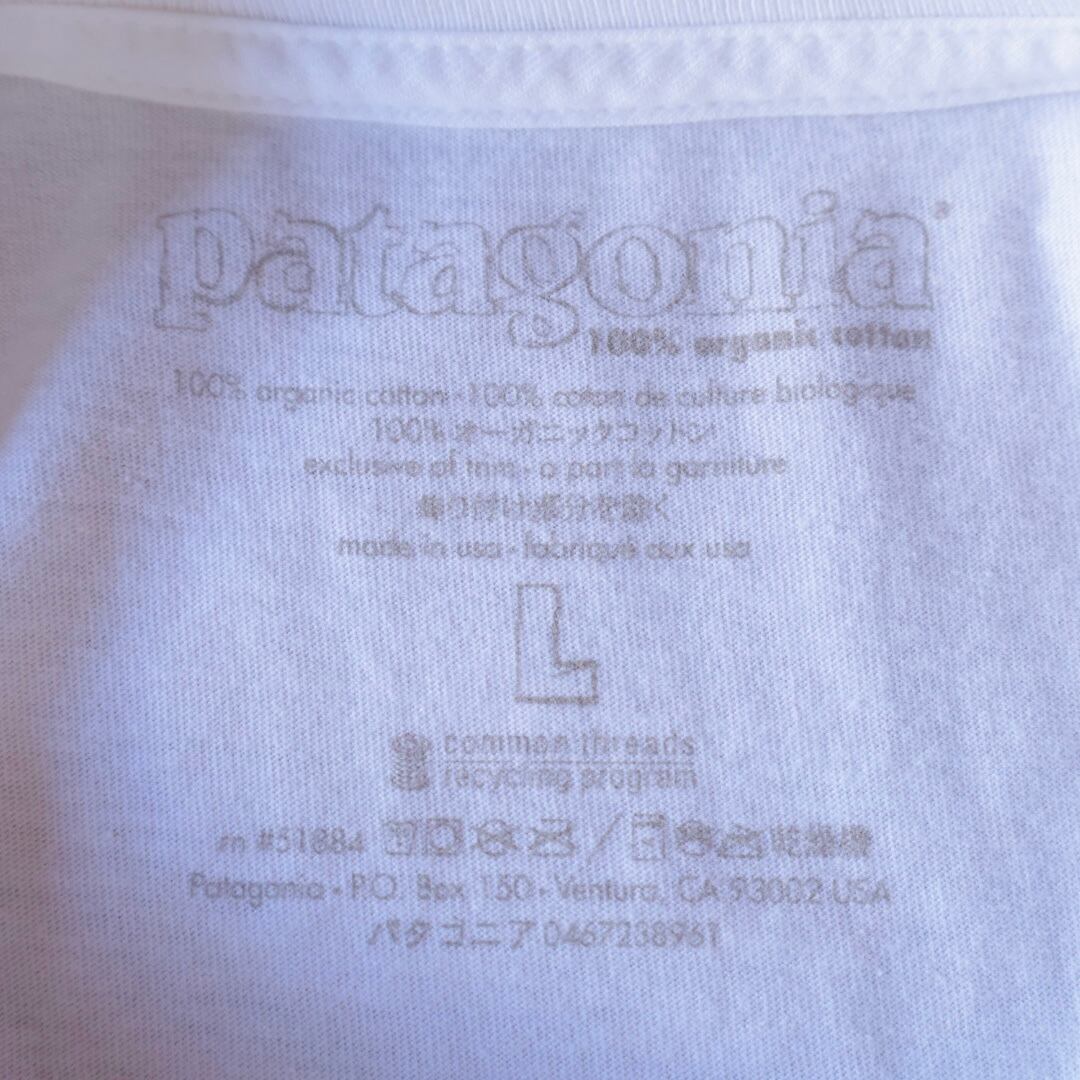 patagonia®
100% organic cotton
100% organic cotton · 100% coton de culture biologique
100% オーガニックコットン
exclusive of trim · a part la garniture
縫い付け部分を除く
made in usa · fabriqué aux usa
L
common threads
recycling program
rn #51884 / 乾燥機
Patagonia · P.O. Box 150 · Ventura, CA 93002 USA
パタゴニア 0467238961